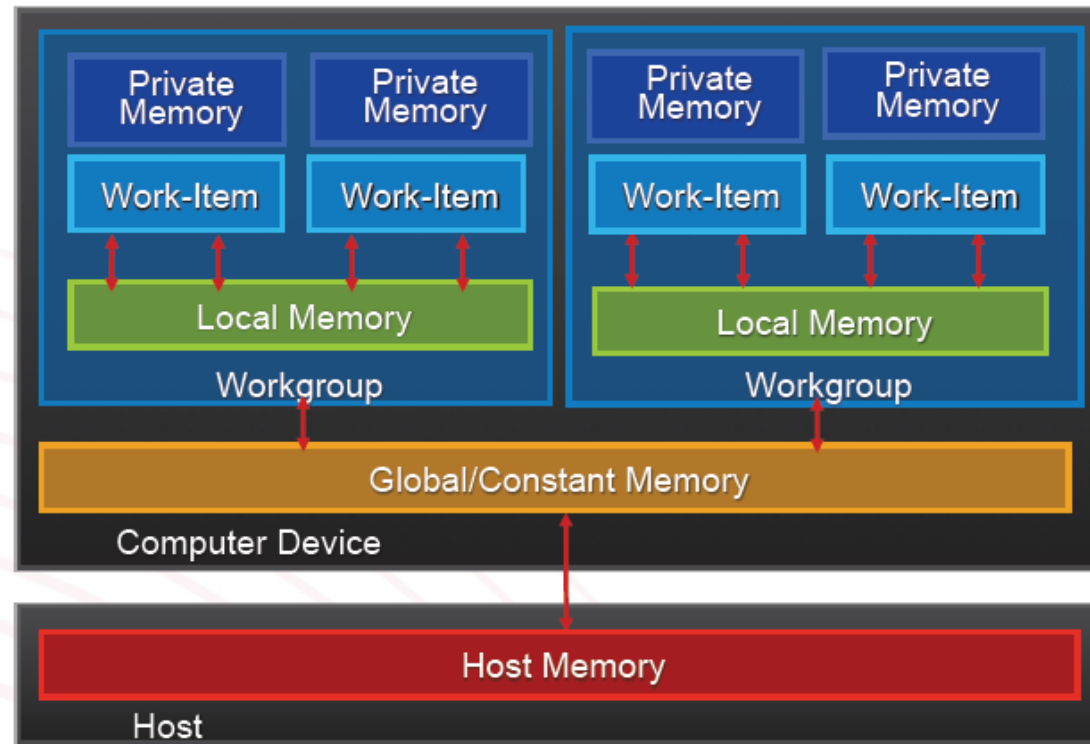 Private
Memory
Private
Memory
Work-Item
Work-Item
Local Memory
Workgroup
Private
Memory
Private
Memory
Work-Item
Work-Item
Local Memory
Workgroup
Global/Constant Memory
Computer Device
Host Memory
Host